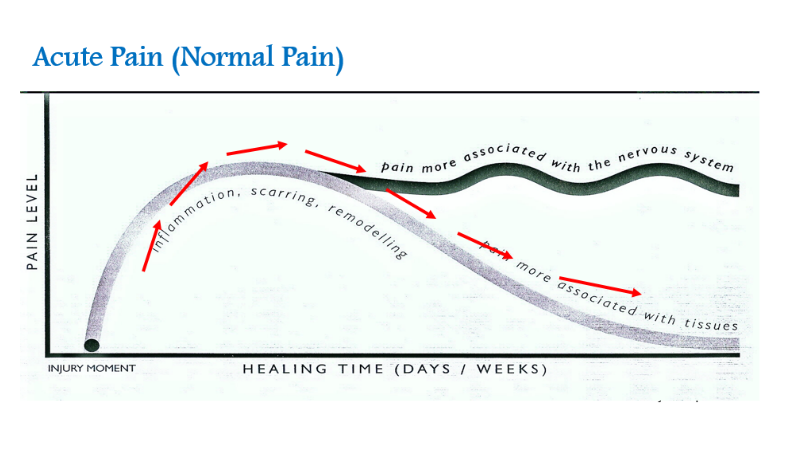 Acute Pain (Normal Pain)
pain more associated with the nervous system
inflammation, scarring, remodelling
pain more associated with tissues
PAIN LEVEL
INJURY MOMENT
HEALING TIME (DAYS / WEEKS)